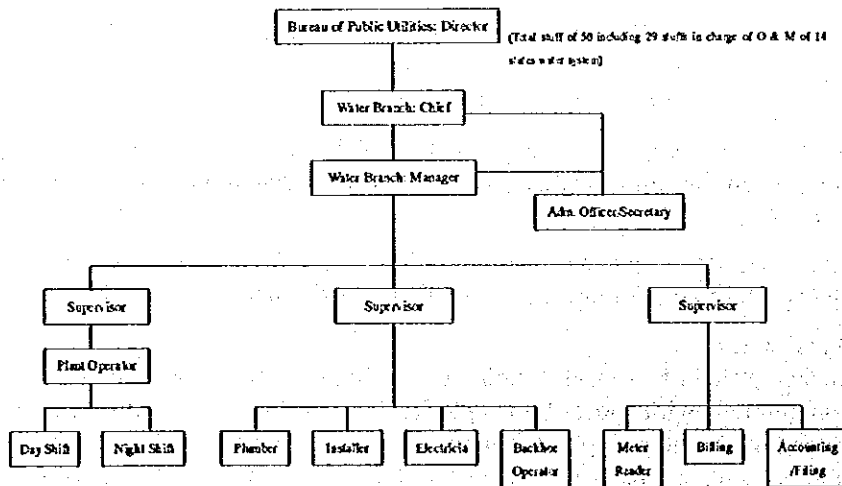 Bureau of Public Utilities: Director
(Total stuff of 50 including 29 stuffs in charge of O & M of 14
states water system)
Water Branch: Chief
Water Branch: Manager
Adm. Officer/Secretary
Supervisor
Supervisor
Supervisor
Plant Operator
Day Shift
Night Shift
Plumber
Installer
Electricia
Backhoe
Operator
Meter
Reader
Billing
Accounting
/Filing